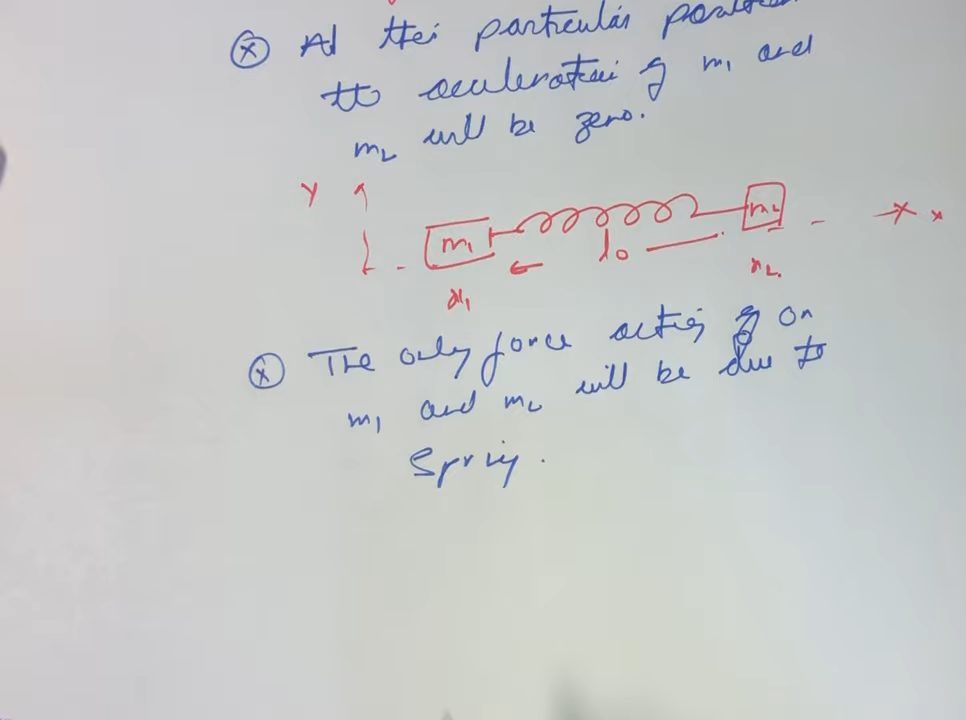 ⓧ At this particular position
the acceleration of m₁ and
m₂ will be zero.
Y
m₁ m₂ x
l₀
x₁ x₂
ⓧ The only force acting on
m₁ and m₂ will be due to
Spring.